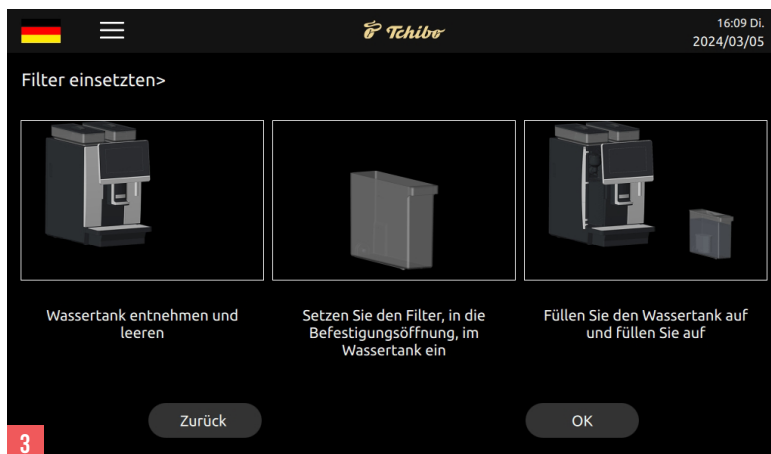 Tchibo
16:09 Di.
2024/03/05
Filter einsetzten>
Wassertank entnehmen und
leeren
Setzen Sie den Filter, in die
Befestigungsöffnung, im
Wassertank ein
Füllen Sie den Wassertank auf
und füllen Sie auf
Zurück
OK
3